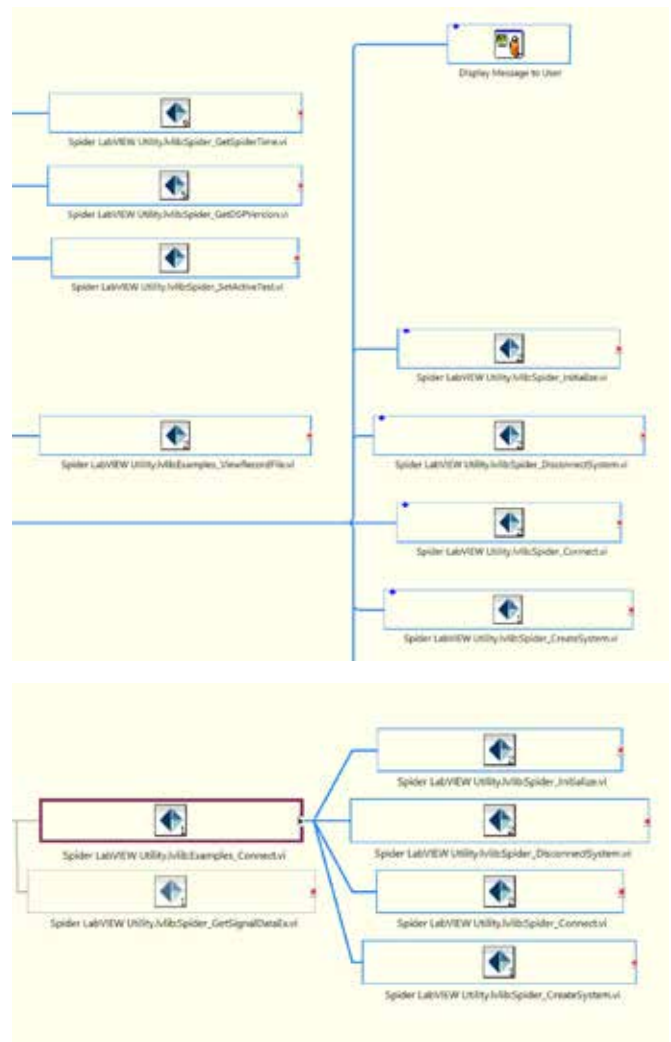 Display Message to User
Spider LabVIEW Utility.lvlib:Spider_GetSpiderTime.vi
Spider LabVIEW Utility.lvlib:Spider_GetDSPVersion.vi
Spider LabVIEW Utility.lvlib:Spider_SetActiveTest.vi
Spider LabVIEW Utility.lvlib:Spider_Initialize.vi
Spider LabVIEW Utility.lvlib:Examples_ViewRecordFile.vi
Spider LabVIEW Utility.lvlib:Spider_DisconnectSystem.vi
Spider LabVIEW Utility.lvlib:Spider_Connect.vi
Spider LabVIEW Utility.lvlib:Spider_CreateSystem.vi
Spider LabVIEW Utility.lvlib:Spider_Initialize.vi
Spider LabVIEW Utility.lvlib:Examples_Connect.vi
Spider LabVIEW Utility.lvlib:Spider_DisconnectSystem.vi
Spider LabVIEW Utility.lvlib:Spider_GetSignalDataEx.vi
Spider LabVIEW Utility.lvlib:Spider_Connect.vi
Spider LabVIEW Utility.lvlib:Spider_CreateSystem.vi